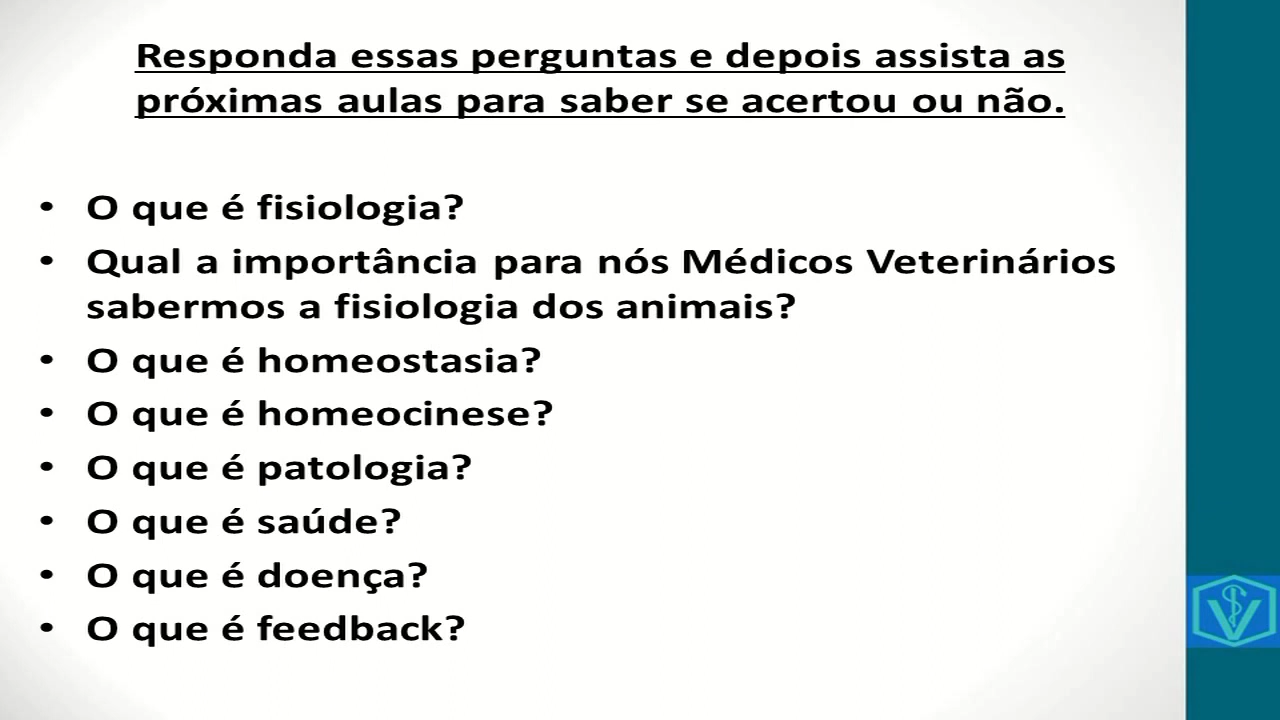 Responda essas perguntas e depois assista as
próximas aulas para saber se acertou ou não.
• O que é fisiologia?
• Qual a importância para nós Médicos Veterinários
sabermos a fisiologia dos animais?
• O que é homeostasia?
• O que é homeocinese?
• O que é patologia?
• O que é saúde?
• O que é doença?
• O que é feedback?